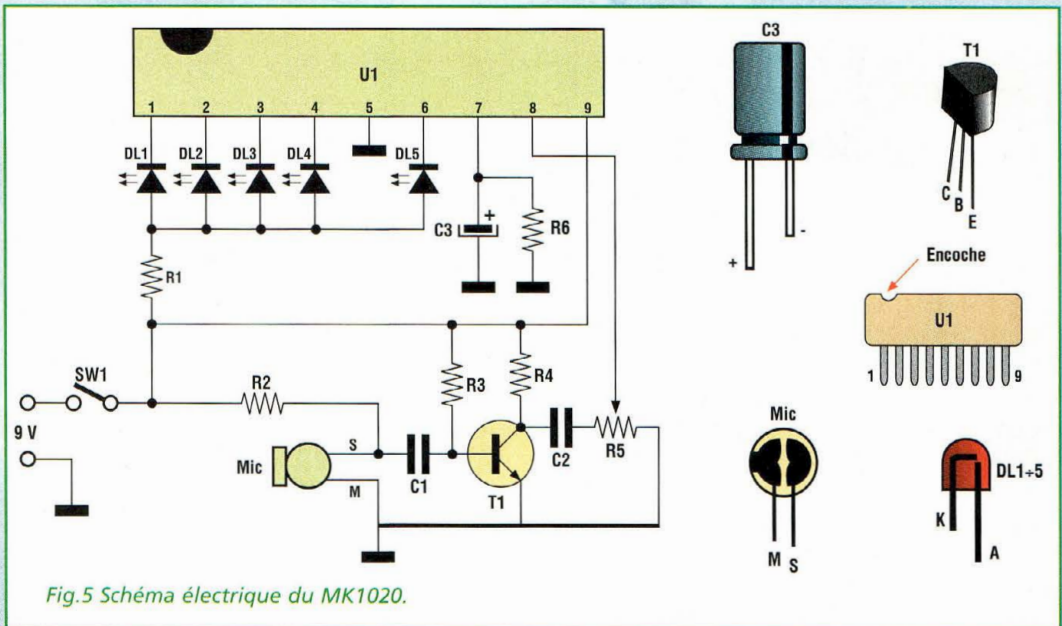 U1
1 2 3 4 5 6 7 8 9
DL1 DL2 DL3 DL4 DL5
C3 +
R6
R1
SW1
R2
R3
R4
9 V
Mic
S
M
C1
T1
C2
R5
C3
+
-
T1
C
B
E
Encoche
U1
1 9
Mic
M S
DL1÷5
K
A
Fig.5 Schéma électrique du MK1020.